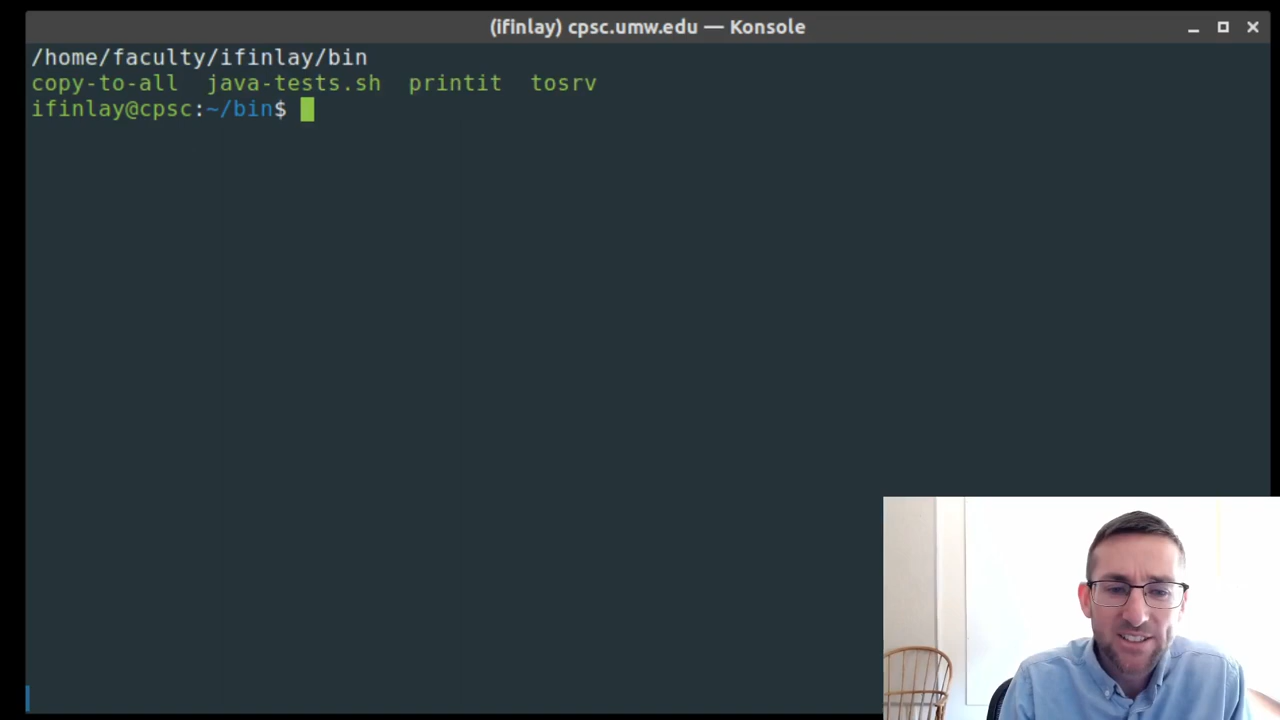 (ifinlay) cpsc.umw.edu — Konsole
/home/faculty/ifinlay/bin
copy-to-all  java-tests.sh  printit  tosrv
ifinlay@cpsc:~/bin$